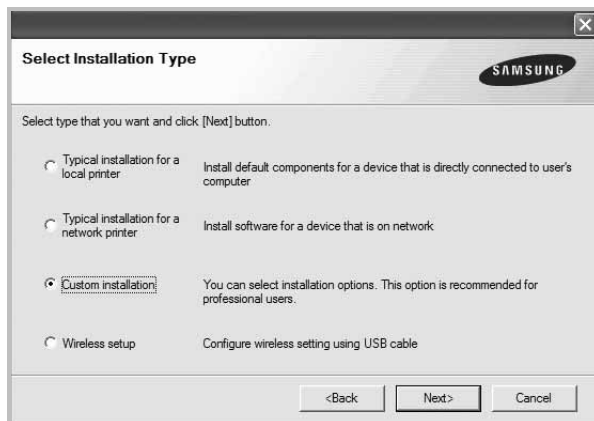 Select Installation Type
SAMSUNG
Select type that you want and click [Next] button.
Typical installation for a
local printer
Install default components for a device that is directly connected to user's
computer
Typical installation for a
network printer
Install software for a device that is on network
Custom installation
You can select installation options. This option is recommended for
professional users.
Wireless setup
Configure wireless setting using USB cable
<Back
Next>
Cancel